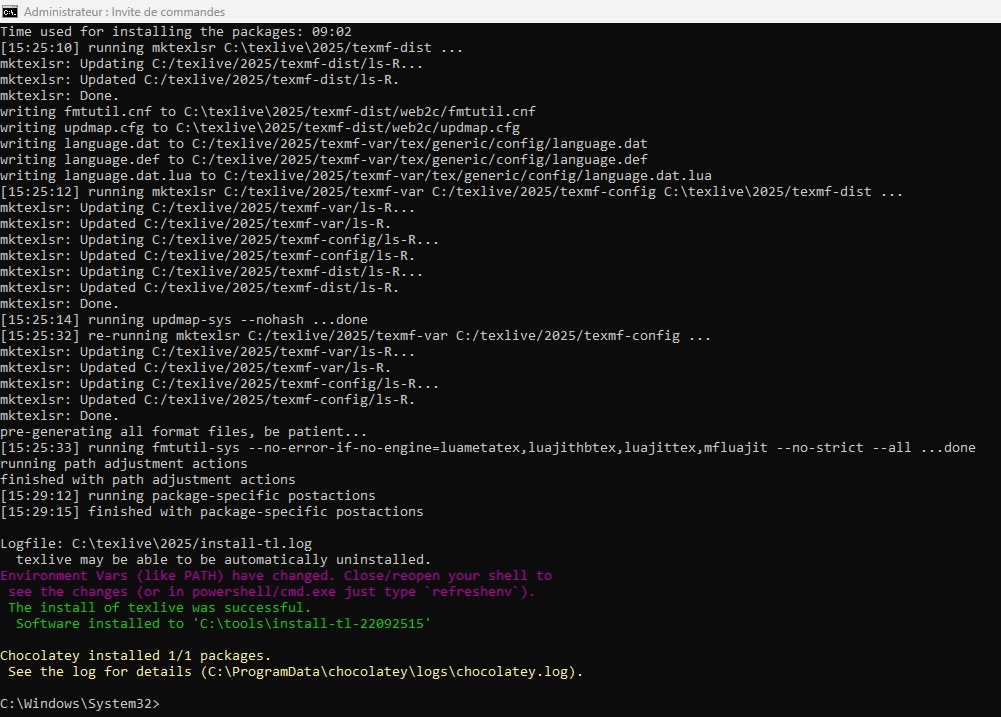 Administrateur : Invite de commandes
Time used for installing the packages: 09:02
[15:25:10] running mktexlsr C:\texlive\2025/texmf-dist ...
mktexlsr: Updating C:/texlive/2025/texmf-dist/ls-R...
mktexlsr: Updated C:/texlive/2025/texmf-dist/ls-R.
mktexlsr: Done.
writing fmtutil.cnf to C:\texlive\2025/texmf-dist/web2c/fmtutil.cnf
writing updmap.cfg to C:\texlive\2025/texmf-dist/web2c/updmap.cfg
writing language.dat to C:/texlive/2025/texmf-var/tex/generic/config/language.dat
writing language.def to C:/texlive/2025/texmf-var/tex/generic/config/language.def
writing language.dat.lua to C:/texlive/2025/texmf-var/tex/generic/config/language.dat.lua
[15:25:12] running mktexlsr C:/texlive/2025/texmf-var C:/texlive/2025/texmf-config C:\texlive\2025/texmf-dist ...
mktexlsr: Updating C:/texlive/2025/texmf-var/ls-R...
mktexlsr: Updated C:/texlive/2025/texmf-var/ls-R.
mktexlsr: Updating C:/texlive/2025/texmf-config/ls-R...
mktexlsr: Updated C:/texlive/2025/texmf-config/ls-R.
mktexlsr: Updating C:/texlive/2025/texmf-dist/ls-R...
mktexlsr: Updated C:/texlive/2025/texmf-dist/ls-R.
mktexlsr: Done.
[15:25:14] running updmap-sys --nohash ...done
[15:25:32] re-running mktexlsr C:/texlive/2025/texmf-var C:/texlive/2025/texmf-config ...
mktexlsr: Updating C:/texlive/2025/texmf-var/ls-R...
mktexlsr: Updated C:/texlive/2025/texmf-var/ls-R.
mktexlsr: Updating C:/texlive/2025/texmf-config/ls-R...
mktexlsr: Updated C:/texlive/2025/texmf-config/ls-R.
mktexlsr: Done.
pre-generating all format files, be patient...
[15:25:33] running fmtutil-sys --no-error-if-no-engine=luametatex,luajithbtex,luajittex,mfluajit --no-strict --all ...done
running path adjustment actions
finished with path adjustment actions
[15:29:12] running package-specific postactions
[15:29:15] finished with package-specific postactions
Logfile: C:\texlive\2025/install-tl.log
texlive may be able to be automatically uninstalled.
Environment Vars (like PATH) have changed. Close/reopen your shell to
see the changes (or in powershell/cmd.exe just type `refreshenv`).
The install of texlive was successful.
Software installed to 'C:\tools\install-tl-22092515'
Chocolatey installed 1/1 packages.
See the log for details (C:\ProgramData\chocolatey\logs\chocolatey.log).
C:\Windows\System32>